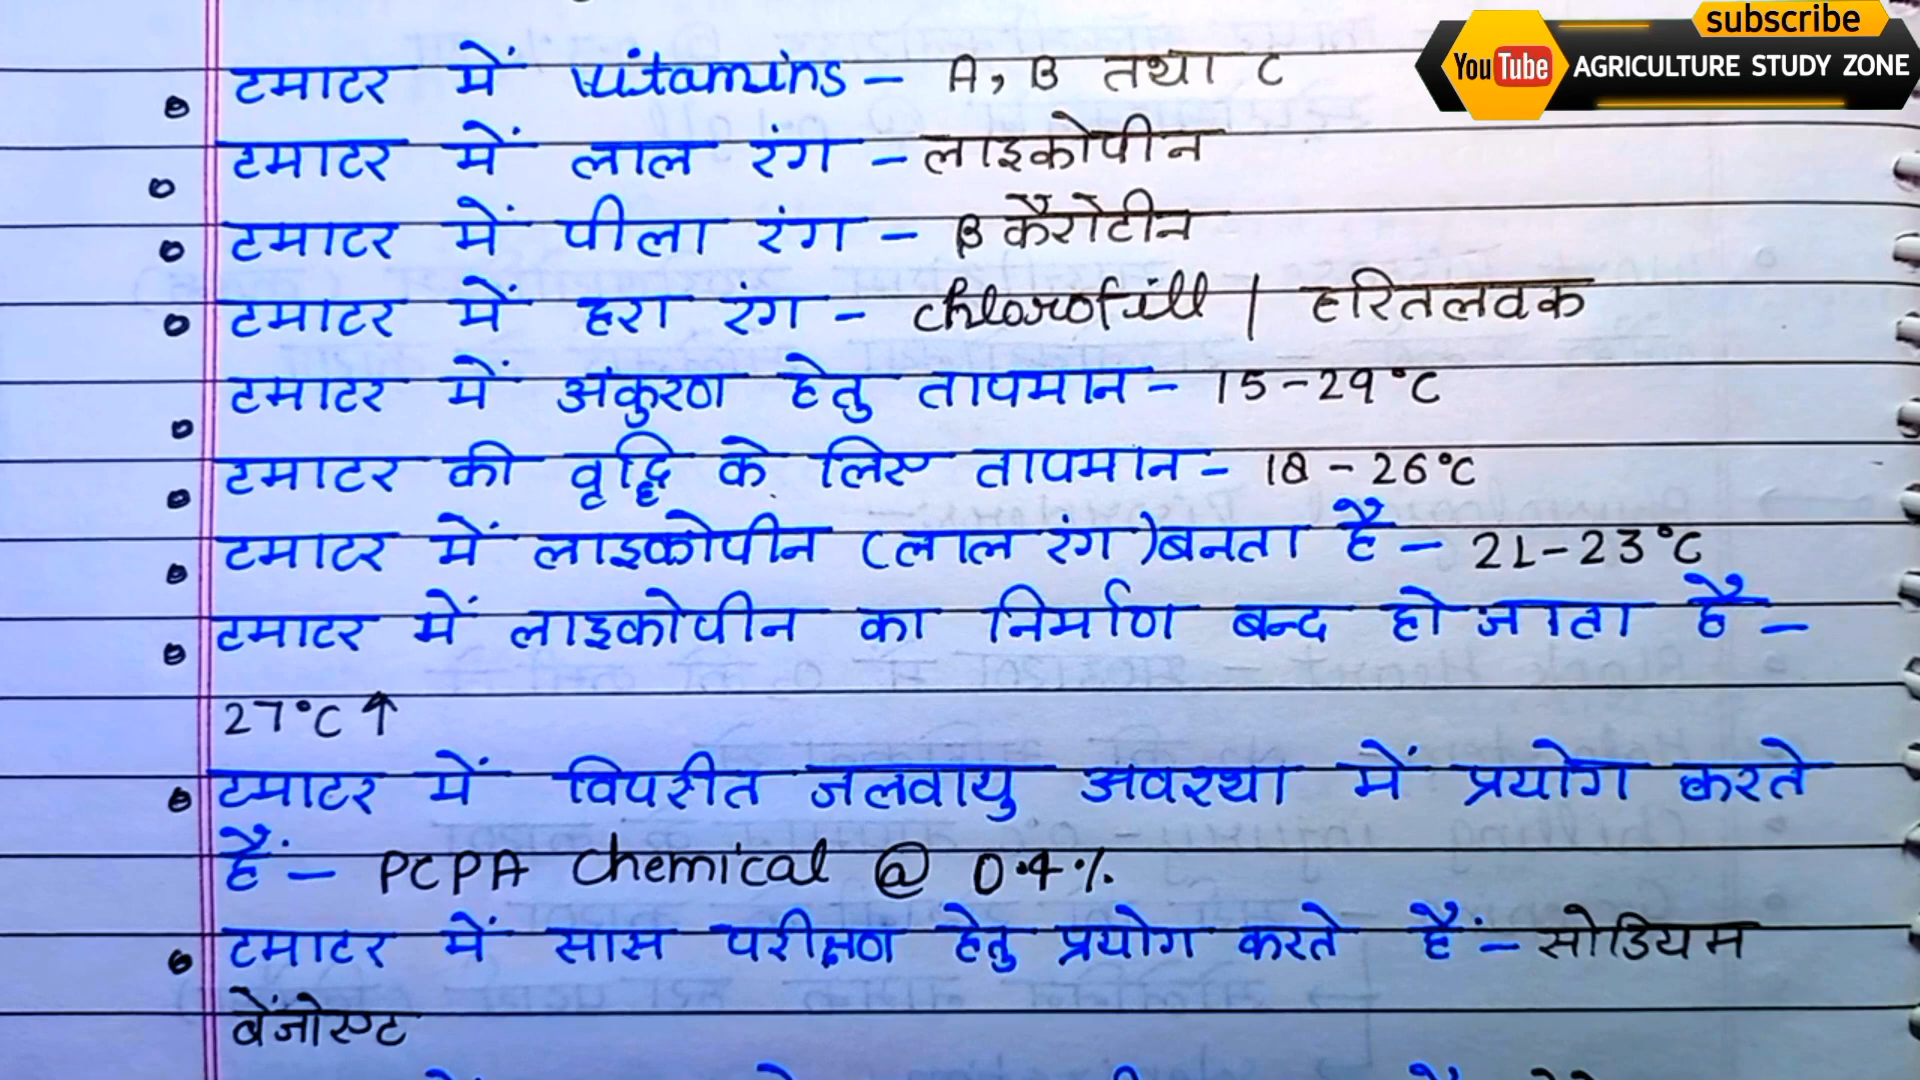 subscribe
YouTube AGRICULTURE STUDY ZONE
टमाटर में Vitamins - A, B तथा C
टमाटर में लाल रंग - लाइकोपीन
टमाटर में पीला रंग - β कैरोटीन
टमाटर में हरा रंग - Chlorofill / हरितलवक
टमाटर में अंकुरण हेतु तापमान - 15-29°C
टमाटर की वृद्धि के लिए तापमान - 18-26°C
टमाटर में लाइकोपीन (लाल रंग) बनता है - 21-23°C
टमाटर में लाइकोपीन का निर्माण बन्द हो जाता है -
27°C ↑
टमाटर में विपरीत जलवायु अवस्था में प्रयोग करते
हैं - PCPA Chemical @ 0.4%
टमाटर में सास परीक्षण हेतु प्रयोग करते हैं - सोडियम
बेंजोएट